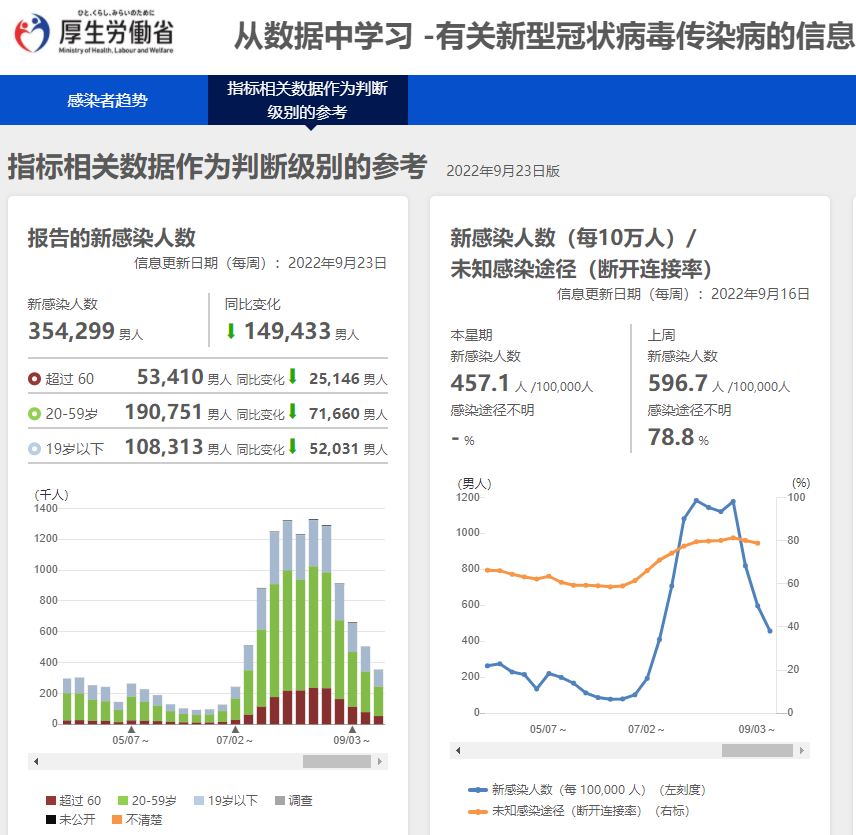 ひと、くらし、みらいのために
厚生労働省
Ministry of Health, Labour and Welfare
从数据中学习 -有关新型冠状病毒传染病的信息
感染者趋势
指标相关数据作为判断
级别的参考
指标相关数据作为判断级别的参考 2022年9月23日版
报告的新感染人数
信息更新日期（每周）：2022年9月23日
新感染人数 同比变化
354,299 男人 149,433 男人
超过 60 53,410 男人 同比变化 25,146 男人
20-59岁 190,751 男人 同比变化 71,660 男人
19岁以下 108,313 男人 同比变化 52,031 男人
(千人)
1400
1200
1000
800
600
400
200
0
05/07～ 07/02～ 09/03～
超过 60 20-59岁 19岁以下 调查
未公开 不清楚
新感染人数（每10万人）/
未知感染途径（断开连接率）
信息更新日期（每周）：2022年9月16日
本星期 上周
新感染人数 新感染人数
457.1 人 /100,000人 596.7 人 /100,000人
感染途径不明 感染途径不明
- % 78.8 %
(男人) (%)
1200 100
1000 80
800 60
600 40
400 20
200 0
0
05/07～ 07/02～ 09/03～
新感染人数（每 100,000 人）（左刻度）
未知感染途径（断开连接率）（右标）